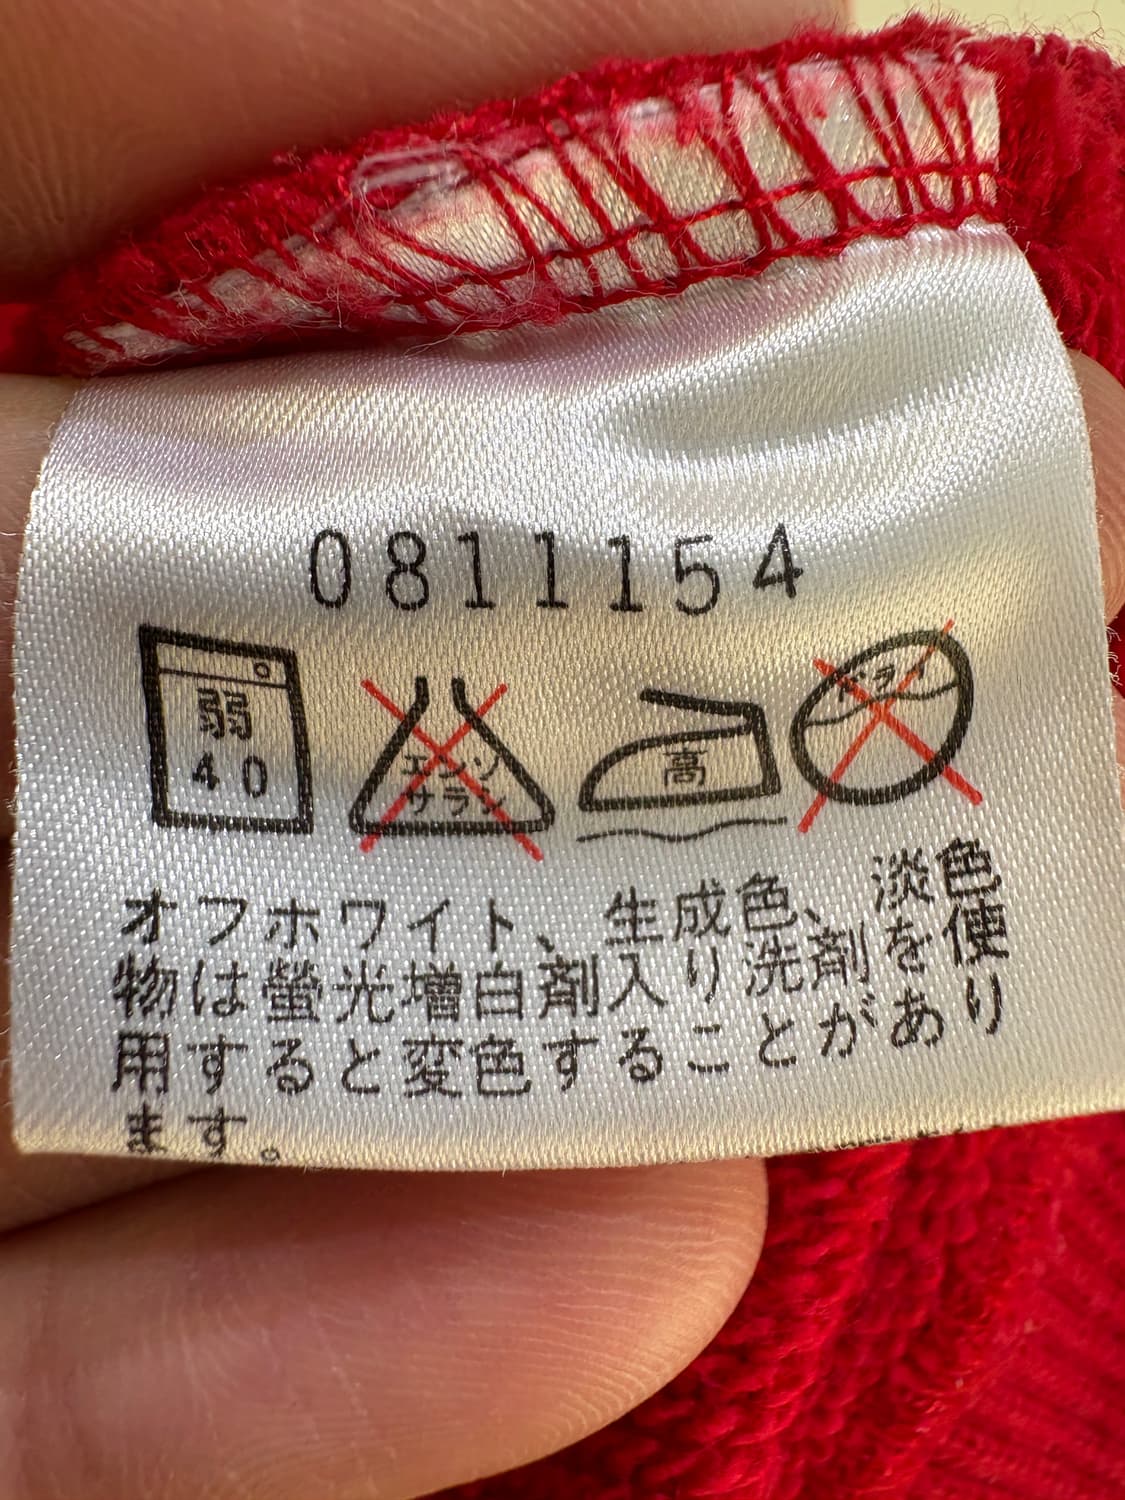 0811154
弱
40
エンソ
サラシ
高
ドライ
オフホワイト、生成色、淡色
物は螢光増白剤入り洗剤を使
用すると変色することがあり
ます。